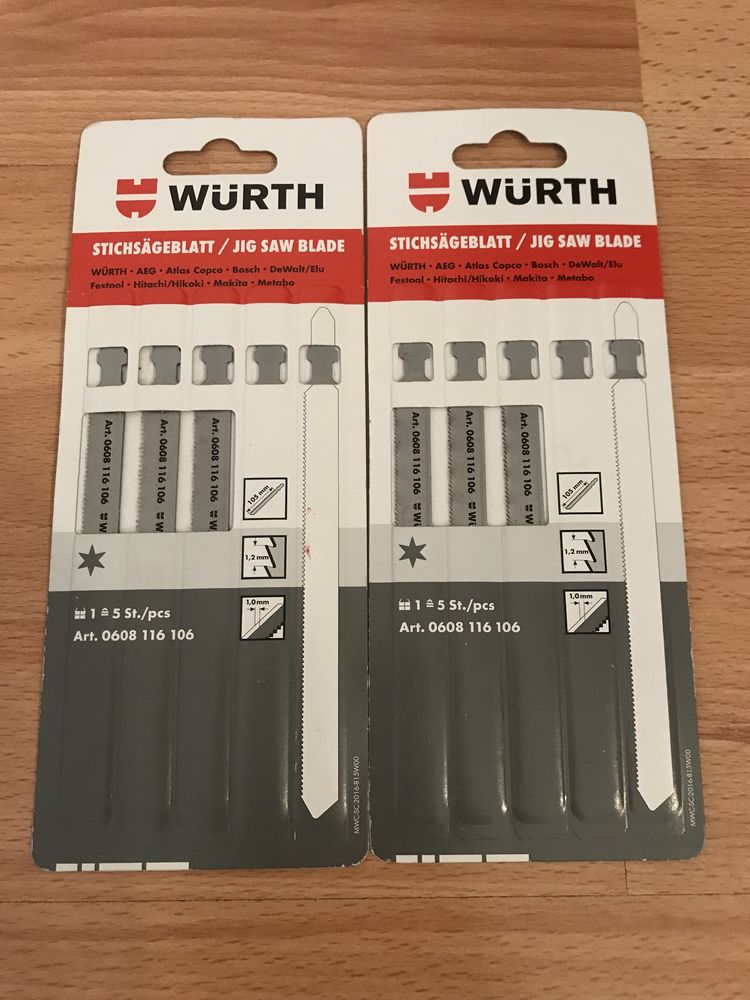 WÜRTH
STICHSÄGEBLATT / JIG SAW BLADE
WÜRTH · AEG · Atlas Copco · Bosch · DeWalt/Elu
Festool · Hitachi/Hikoki · Makita · Metabo
Art. 0608 116 106
Art. 0608 116 106
Art. 0608 116 106
105 mm
1,2 mm
1,0mm
1 ≙ 5 St./pcs
Art. 0608 116 106
MWC-SC-2016-815W00
WÜRTH
STICHSÄGEBLATT / JIG SAW BLADE
WÜRTH · AEG · Atlas Copco · Bosch · DeWalt/Elu
Festool · Hitachi/Hikoki · Makita · Metabo
Art. 0608 116 106
Art. 0608 116 106
Art. 0608 116 106
105 mm
1,2 mm
1,0mm
1 ≙ 5 St./pcs
Art. 0608 116 106
MWC-SC-2016-815W00